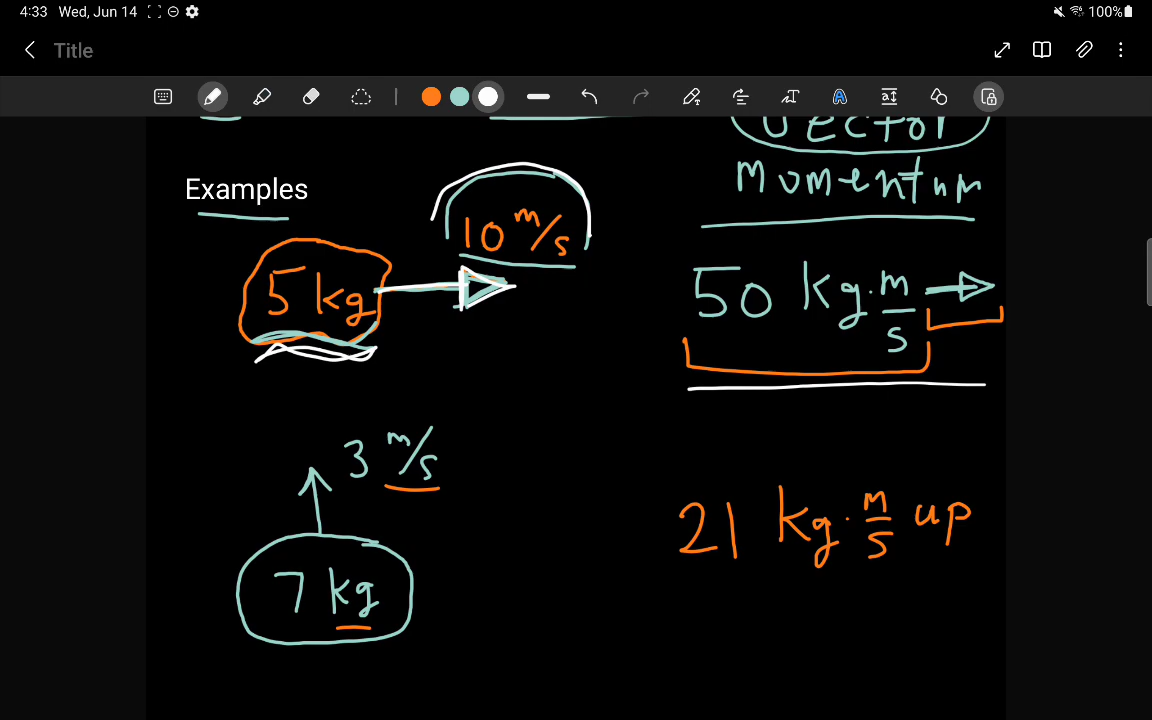 4:33 Wed, Jun 14 100%
Title
Vector
Momentum
Examples
10 m/s
5 kg
50 kg·m/s
3 m/s
7 kg
21 kg·m/s up